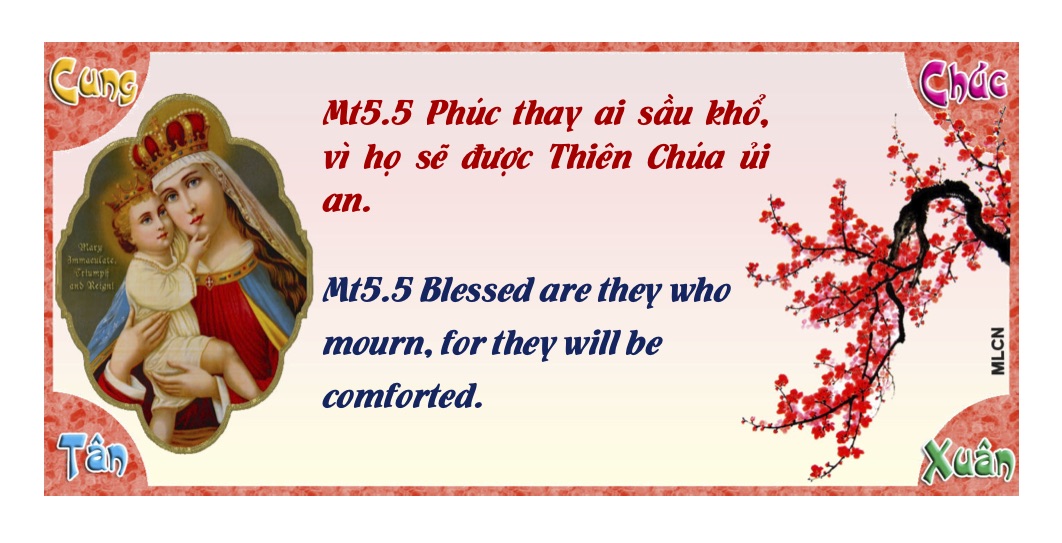 Cung
Chúc
Mt5.5 Phúc thay ai sầu khổ,
vì họ sẽ được Thiên Chúa ủi
an.
Mary
Immaculate,
Triumph
and Reign!
Mt5.5 Blessed are they who
mourn, for they will be
comforted.
MLCN
Tân
Xuân